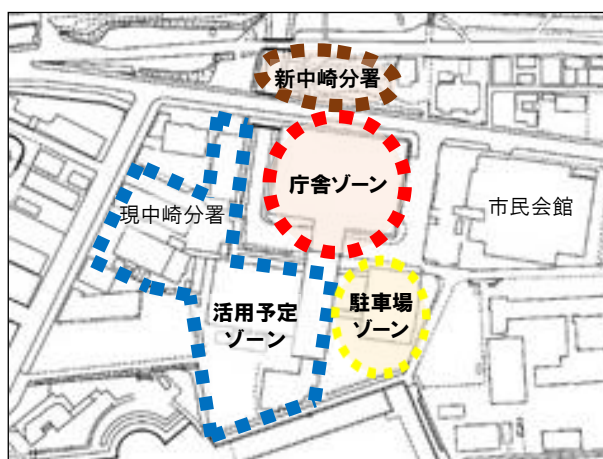 新中崎分署
庁舎ゾーン
市民会館
現中崎分署
活用予定
ゾーン
駐車場
ゾーン